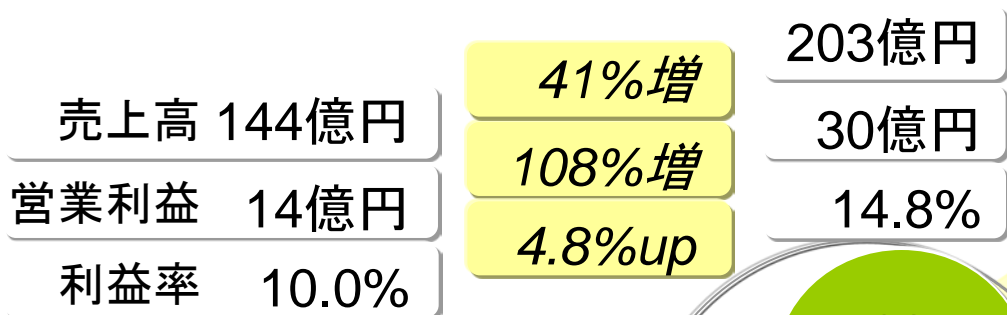 売上高 144億円
営業利益 14億円
利益率 10.0%
41%増
108%増
4.8%up
203億円
30億円
14.8%